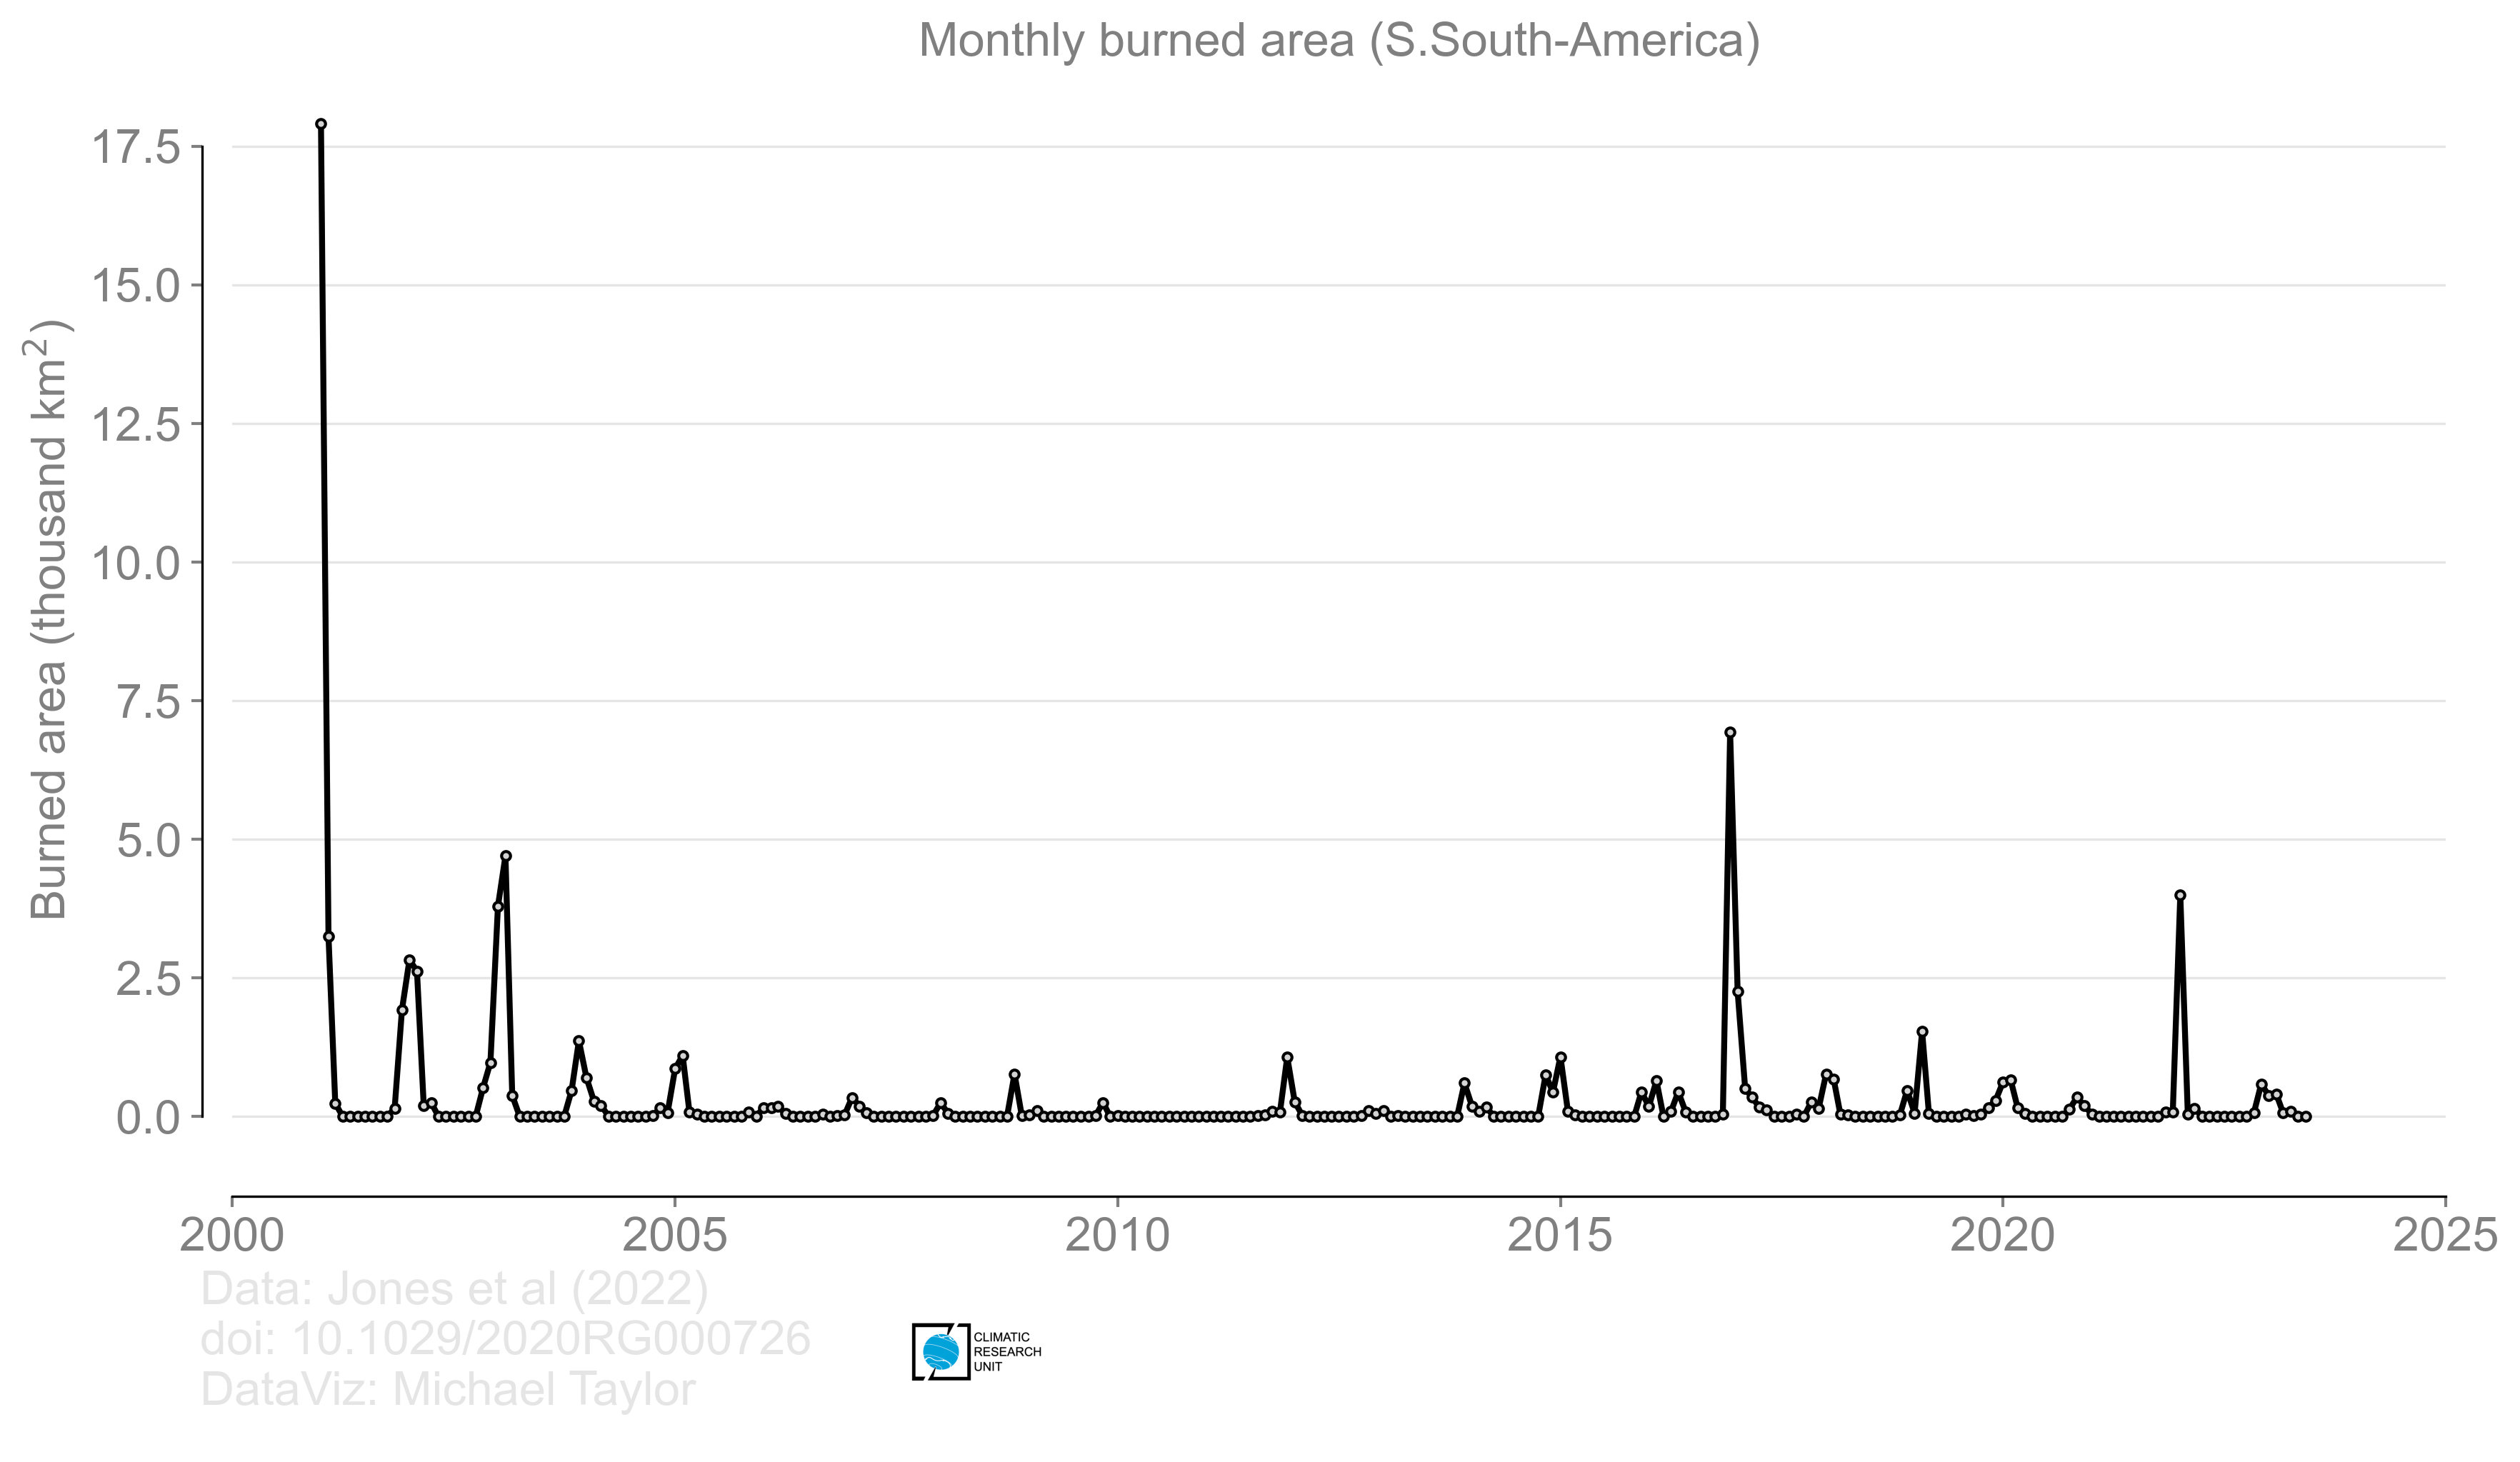 Monthly burned area (S.South-America)
Burned area (thousand km²)
17.5
15.0
12.5
10.0
7.5
5.0
2.5
0.0
2000 2005 2010 2015 2020 2025
Data: Jones et al (2022)
doi: 10.1029/2020RG000726
DataViz: Michael Taylor
CLIMATIC
RESEARCH
UNIT